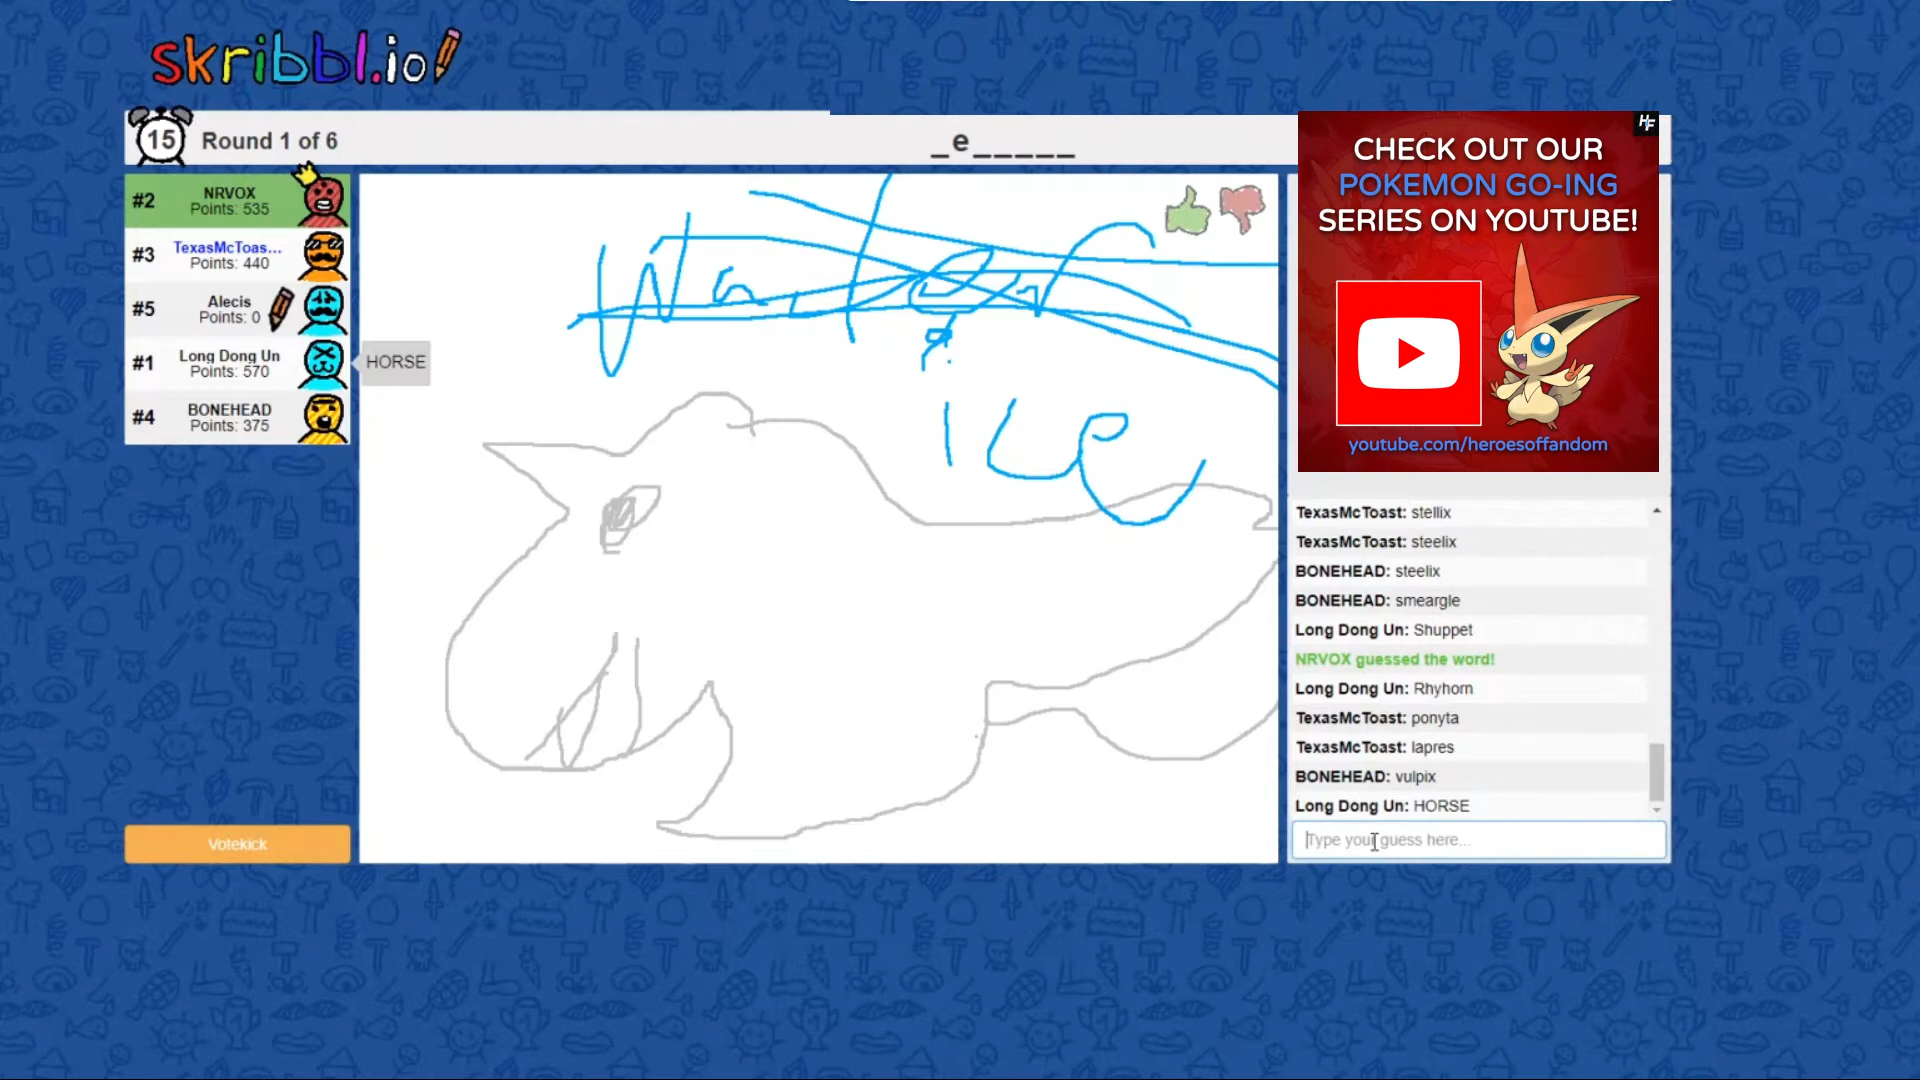 skribbl.io
15
Round 1 of 6
_e_____
#2
NRVOX
Points: 535
#3
TexasMcToas...
Points: 440
#5
Alecis
Points: 0
#1
Long Dong Un
Points: 570
HORSE
#4
BONEHEAD
Points: 375
Votekick
Water
?
ice
HF
CHECK OUT OUR
POKEMON GO-ING
SERIES ON YOUTUBE!
youtube.com/heroesoffandom
TexasMcToast: stellix
TexasMcToast: steelix
BONEHEAD: steelix
BONEHEAD: smeargle
Long Dong Un: Shuppet
NRVOX guessed the word!
Long Dong Un: Rhyhorn
TexasMcToast: ponyta
TexasMcToast: lapres
BONEHEAD: vulpix
Long Dong Un: HORSE
Type your guess here...